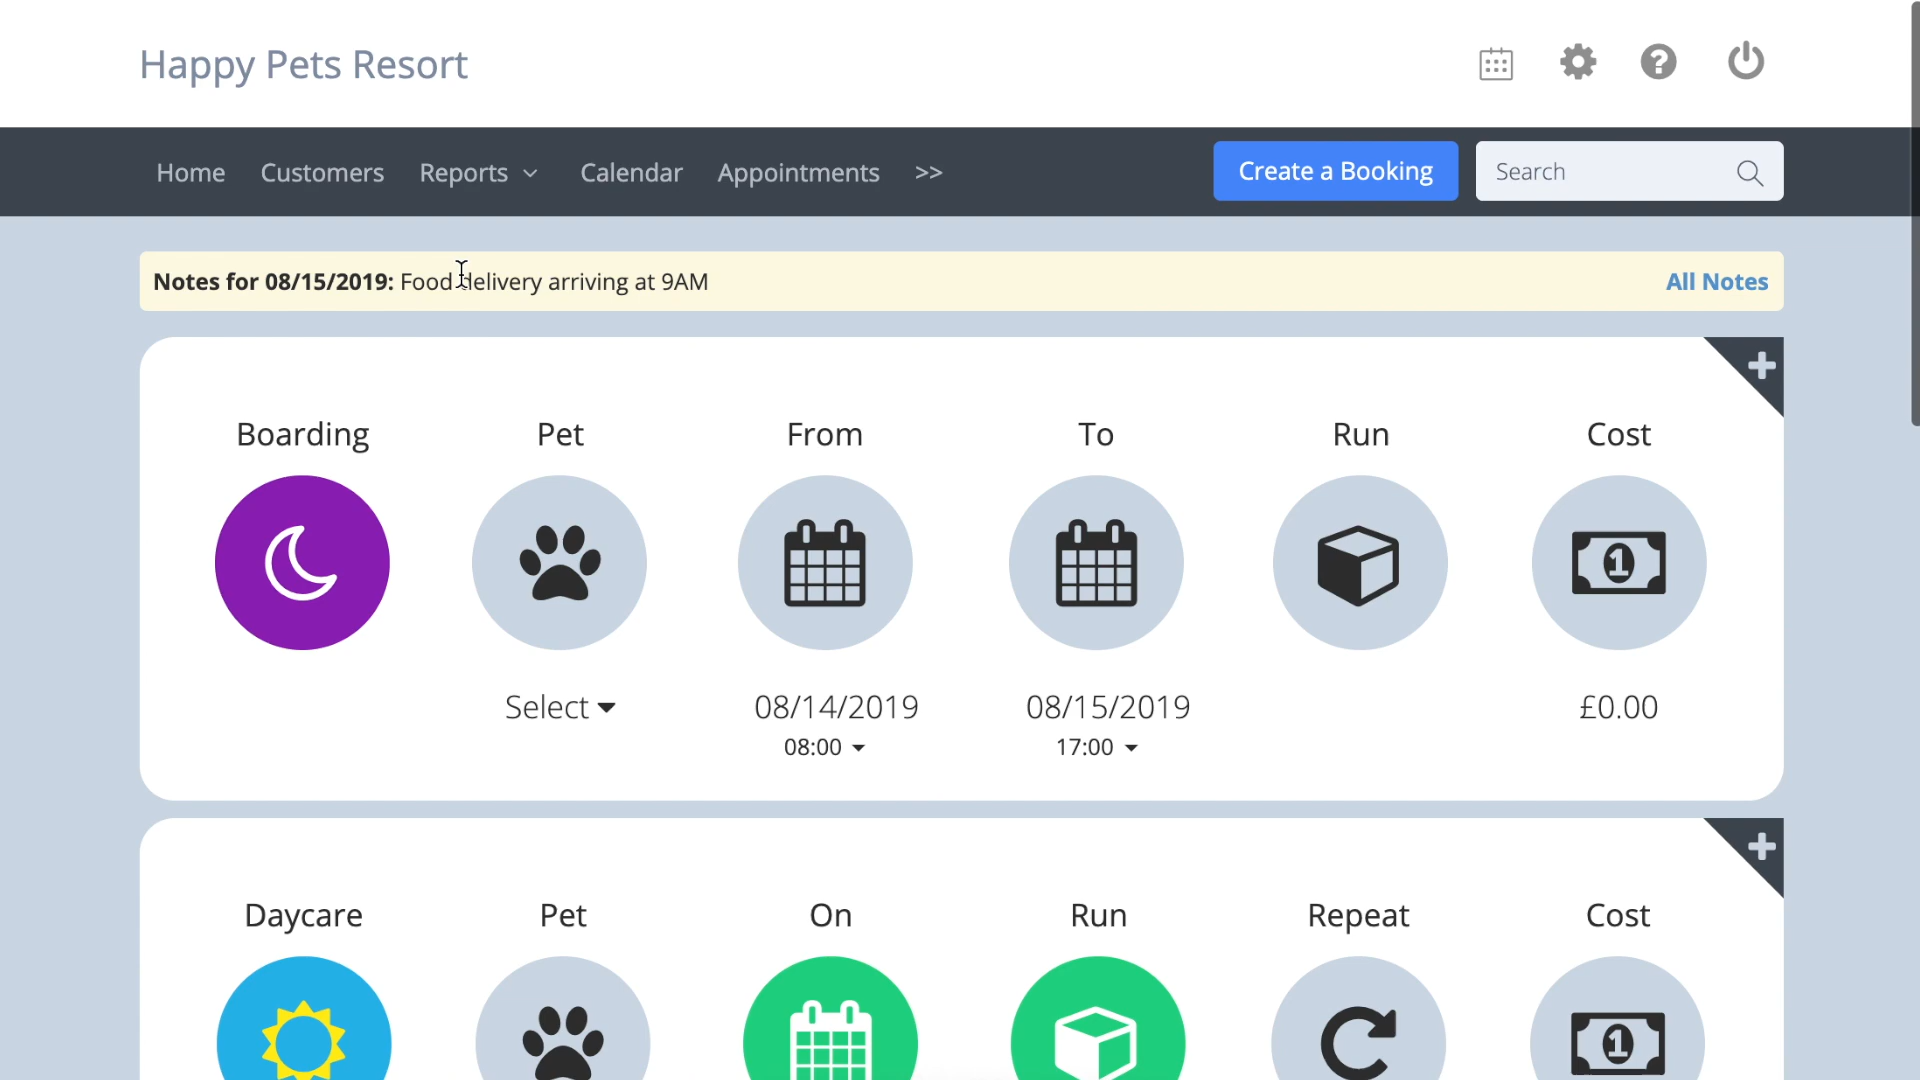 Happy Pets Resort
Home Customers Reports Calendar Appointments >> Create a Booking Search
Notes for 08/15/2019: Food delivery arriving at 9AM All Notes
Boarding Pet From To Run Cost
1
Select 08/14/2019 08/15/2019 £0.00
08:00 17:00
Daycare Pet On Run Repeat Cost
1